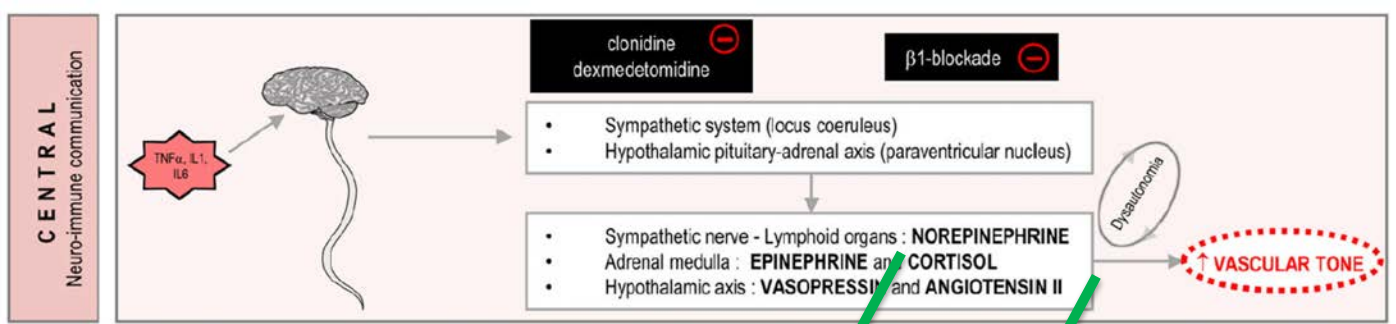 CENTRAL
Neuro-immune communication
TNFα, IL1,
IL6
clonidine
dexmedetomidine
β1-blockade
• Sympathetic system (locus coeruleus)
• Hypothalamic pituitary-adrenal axis (paraventricular nucleus)
• Sympathetic nerve - Lymphoid organs : NOREPINEPHRINE
• Adrenal medulla : EPINEPHRINE and CORTISOL
• Hypothalamic axis : VASOPRESSIN and ANGIOTENSIN II
Dysautonomia
↑ VASCULAR TONE